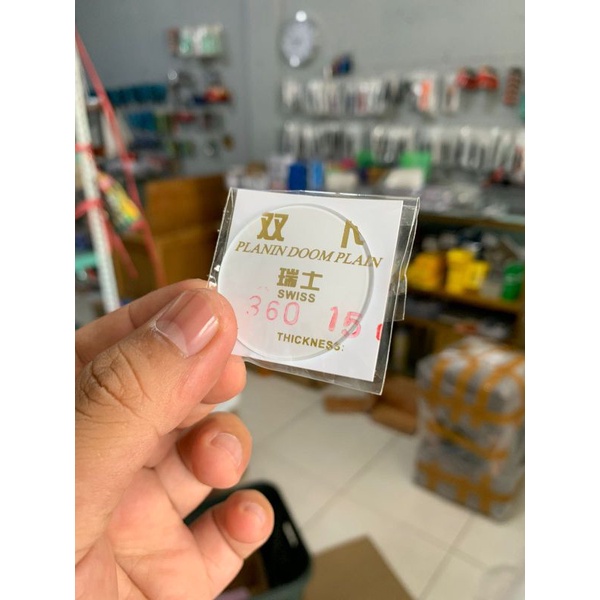 双
PLANIN DOOM PLAIN
瑞士
SWISS
360 15
THICKNESS: